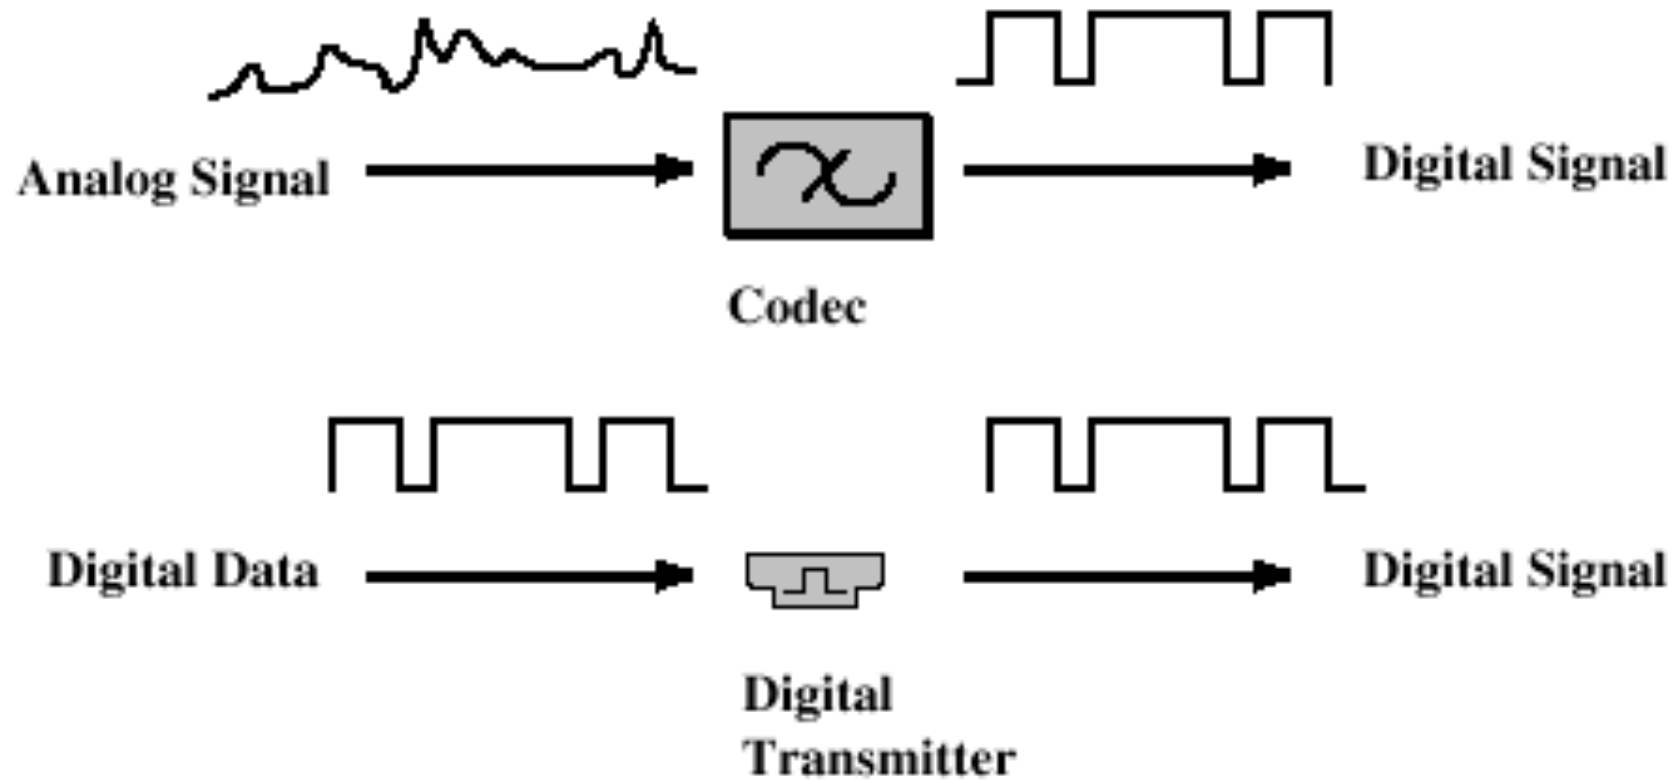 Analog Signal
Digital Signal
Codec
Digital Data
Digital Signal
Digital
Transmitter